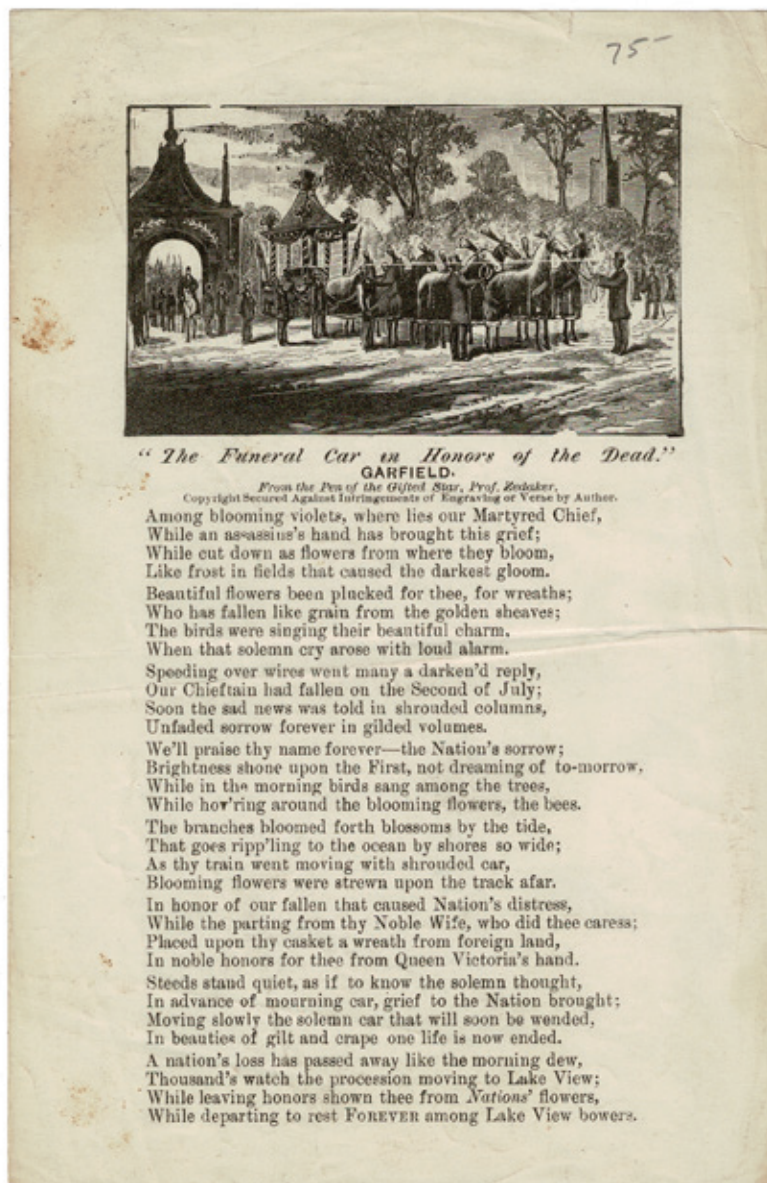 75-
"The Funeral Car in Honors of the Dead."
GARFIELD.
From the Pen of the Gifted Star, Prof. Zedaker.
Copyright Secured Against Infringements of Engraving or Verse by Author.
Among blooming violets, where lies our Martyred Chief,
While an assassins's hand has brought this grief;
While cut down as flowers from where they bloom,
Like frost in fields that caused the darkest gloom.
Beautiful flowers been plucked for thee, for wreaths;
Who has fallen like grain from the golden sheaves;
The birds were singing their beautiful charm,
When that solemn cry arose with loud alarm.
Speeding over wires went many a darken'd reply,
Our Chieftain had fallen on the Second of July;
Soon the sad news was told in shrouded columns,
Unfaded sorrow forever in gilded volumes.
We'll praise thy name forever—the Nation's sorrow;
Brightness shone upon the First, not dreaming of to-morrow,
While in the morning birds sang among the trees,
While hov'ring around the blooming flowers, the bees.
The branches bloomed forth blossoms by the tide,
That goes ripp'ling to the ocean by shores so wide;
As thy train went moving with shrouded car,
Blooming flowers were strewn upon the track afar.
In honor of our fallen that caused Nation's distress,
While the parting from thy Noble Wife, who did thee caress;
Placed upon thy casket a wreath from foreign land,
In noble honors for thee from Queen Victoria's hand.
Steeds stand quiet, as if to know the solemn thought,
In advance of mourning car, grief to the Nation brought;
Moving slowly the solemn car that will soon be wended,
In beauties of gilt and crape one life is now ended.
A nation's loss has passed away like the morning dew,
Thousand's watch the procession moving to Lake View;
While leaving honors shown thee from Nations' flowers,
While departing to rest FOREVER among Lake View bowers.